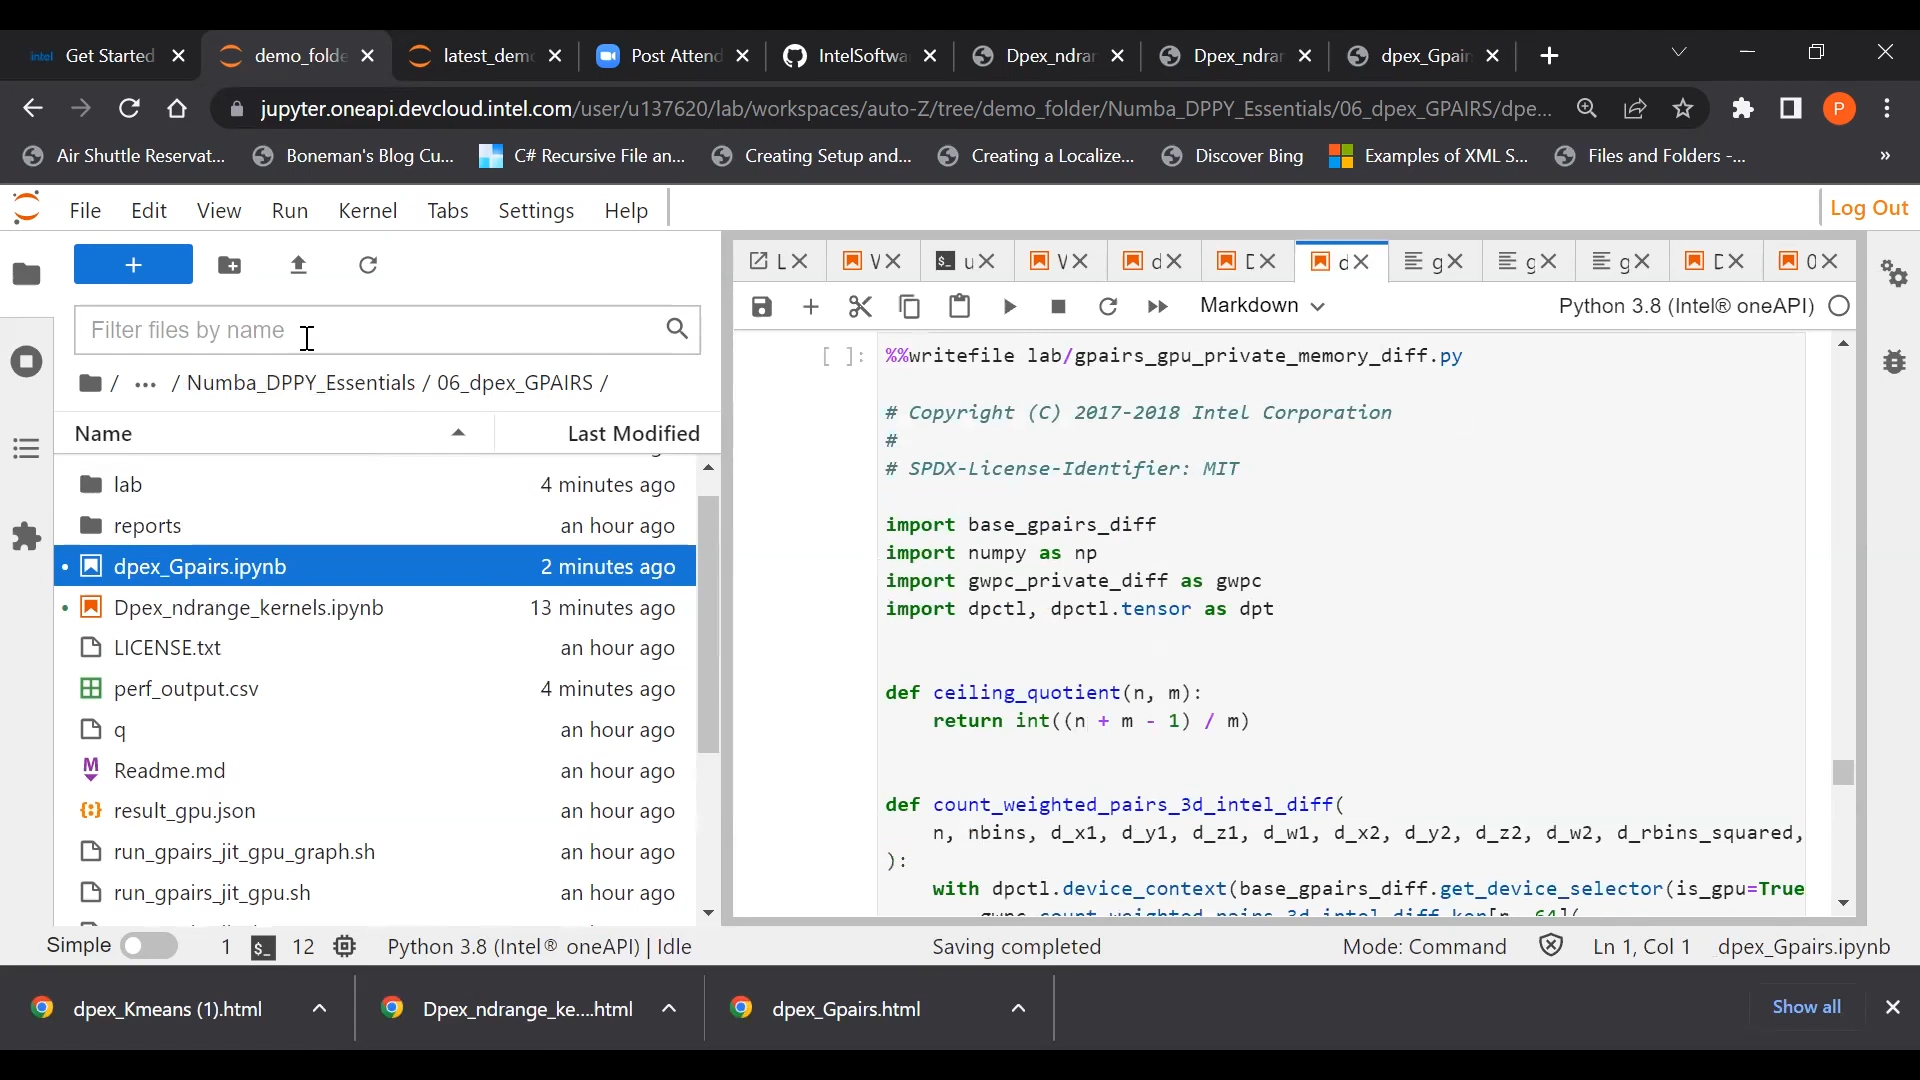 intel Get Started
demo_folde
latest_demo
Post Attend
IntelSoftwa
Dpex_ndran
Dpex_ndran
dpex_Gpair
jupyter.oneapi.devcloud.intel.com/user/u137620/lab/workspaces/auto-Z/tree/demo_folder/Numba_DPPY_Essentials/06_dpex_GPAIRS/dpe...
P
Air Shuttle Reservat...
Boneman's Blog Cu...
C# Recursive File an...
Creating Setup and...
Creating a Localize...
Discover Bing
Examples of XML S...
Files and Folders -...
»
File Edit View Run Kernel Tabs Settings Help
Log Out
Filter files by name
/ ··· / Numba_DPPY_Essentials / 06_dpex_GPAIRS /
Name Last Modified
lab 4 minutes ago
reports an hour ago
dpex_Gpairs.ipynb 2 minutes ago
Dpex_ndrange_kernels.ipynb 13 minutes ago
LICENSE.txt an hour ago
perf_output.csv 4 minutes ago
q an hour ago
Readme.md an hour ago
result_gpu.json an hour ago
run_gpairs_jit_gpu_graph.sh an hour ago
run_gpairs_jit_gpu.sh an hour ago
Markdown
Python 3.8 (Intel® oneAPI)
[ ]:
%%writefile lab/gpairs_gpu_private_memory_diff.py
# Copyright (C) 2017-2018 Intel Corporation
#
# SPDX-License-Identifier: MIT
import base_gpairs_diff
import numpy as np
import gwpc_private_diff as gwpc
import dpctl, dpctl.tensor as dpt
def ceiling_quotient(n, m):
return int((n + m - 1) / m)
def count_weighted_pairs_3d_intel_diff(
n, nbins, d_x1, d_y1, d_z1, d_w1, d_x2, d_y2, d_z2, d_w2, d_rbins_squared,
):
with dpctl.device_context(base_gpairs_diff.get_device_selector(is_gpu=True
Simple
1
12
Python 3.8 (Intel® oneAPI) | Idle
Saving completed
Mode: Command
Ln 1, Col 1
dpex_Gpairs.ipynb
dpex_Kmeans (1).html
Dpex_ndrange_ke....html
dpex_Gpairs.html
Show all